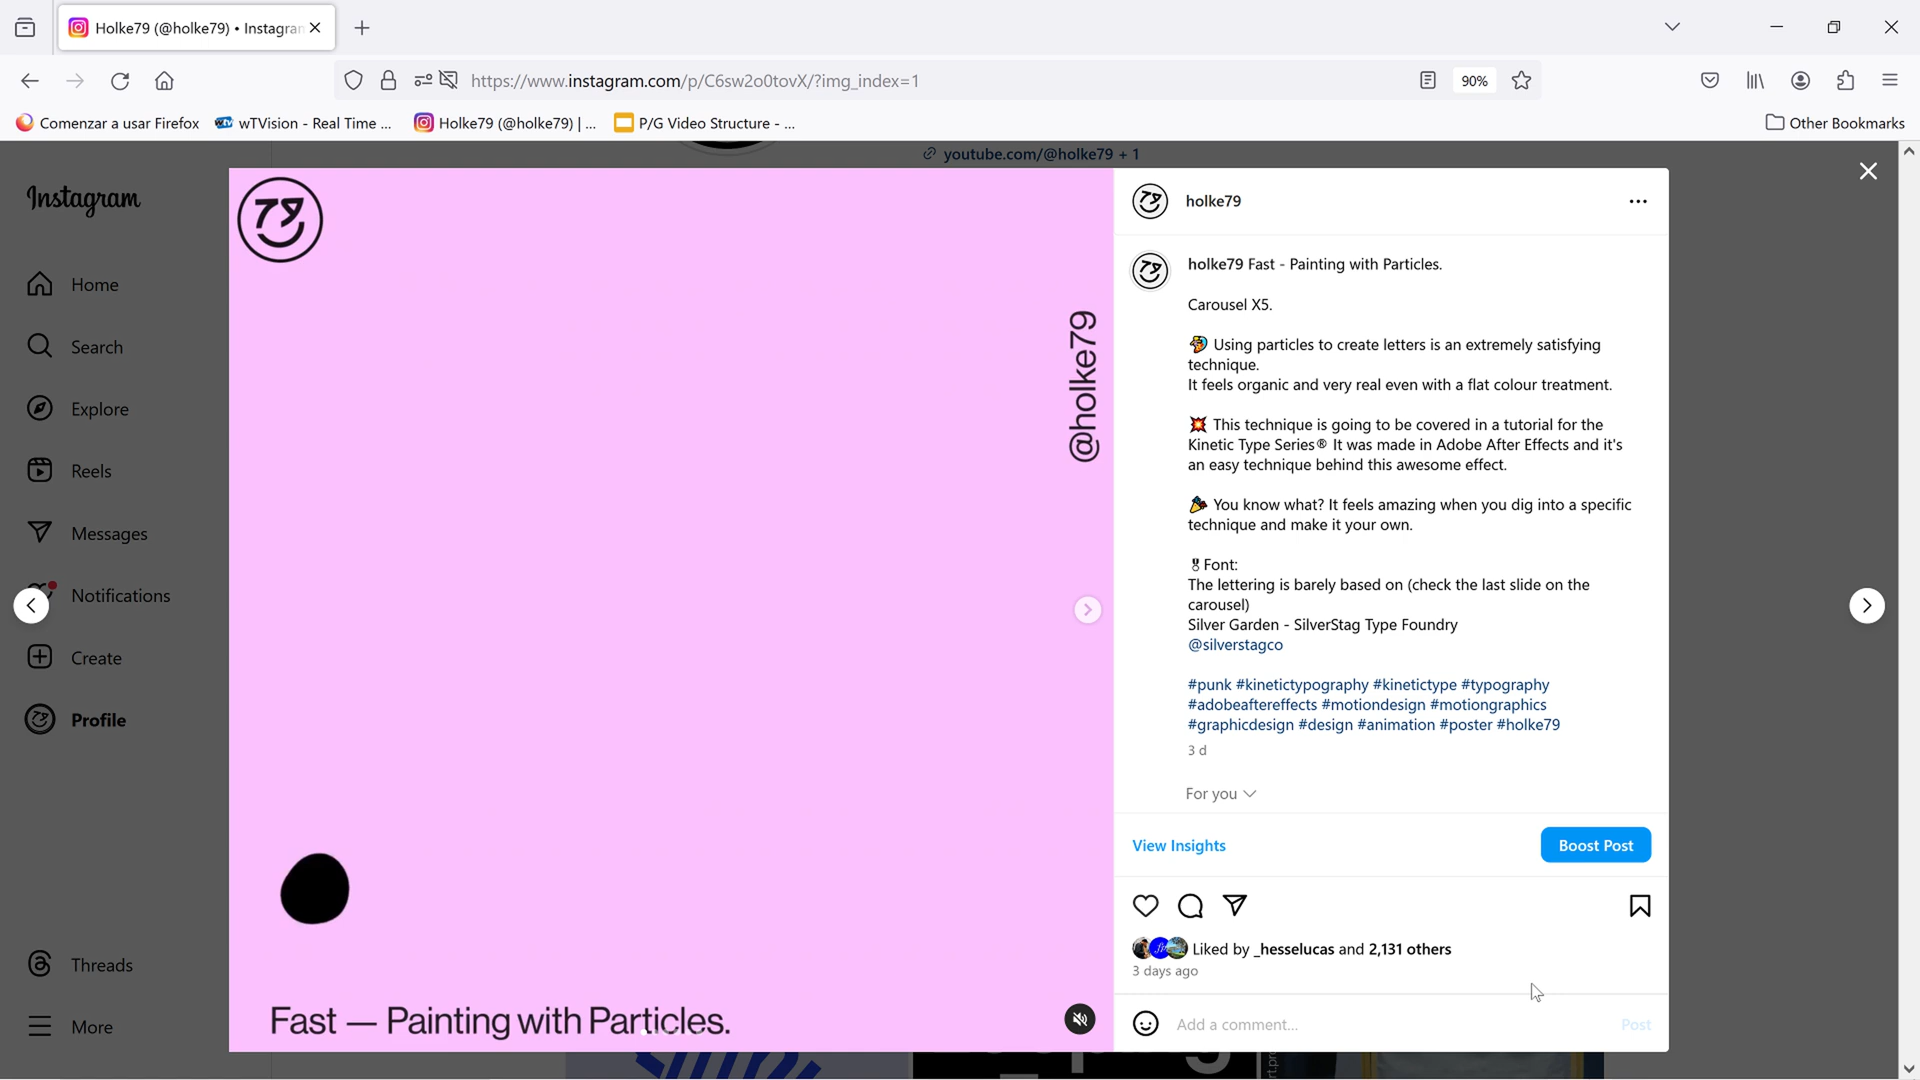 Holke79 (@holke79) • Instagram
https://www.instagram.com/p/C6sw2o0tovX/?img_index=1
90%
Comenzar a usar Firefox
wTVision - Real Time ...
Holke79 (@holke79) | ...
P/G Video Structure - ...
Other Bookmarks
youtube.com/@holke79 + 1
Instagram
Home
Search
Explore
Reels
Messages
Notifications
Create
Profile
Threads
More
79
@holke79
Fast — Painting with Particles.
holke79
holke79 Fast - Painting with Particles.
Carousel X5.
Using particles to create letters is an extremely satisfying
technique.
It feels organic and very real even with a flat colour treatment.
💥 This technique is going to be covered in a tutorial for the
Kinetic Type Series® It was made in Adobe After Effects and it's
an easy technique behind this awesome effect.
🎉 You know what? It feels amazing when you dig into a specific
technique and make it your own.
🎖 Font:
The lettering is barely based on (check the last slide on the
carousel)
Silver Garden - SilverStag Type Foundry
@silverstagco
#punk #kinetictypography #kinetictype #typography
#adobeaftereffects #motiondesign #motiongraphics
#graphicdesign #design #animation #poster #holke79
3 d
For you
View Insights
Boost Post
Liked by _hesselucas and 2,131 others
3 days ago
Add a comment...
Post